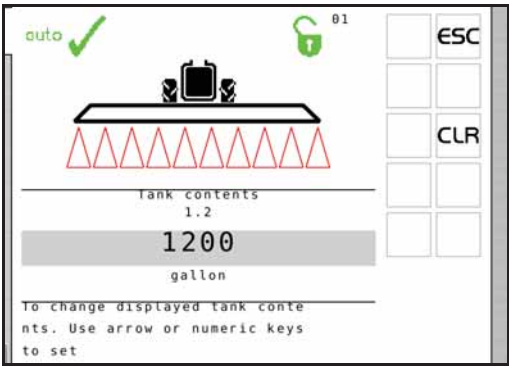 auto
01
ESC
CLR
Tank contents
1.2
1200
gallon
To change displayed tank conte
nts. Use arrow or numeric keys
to set